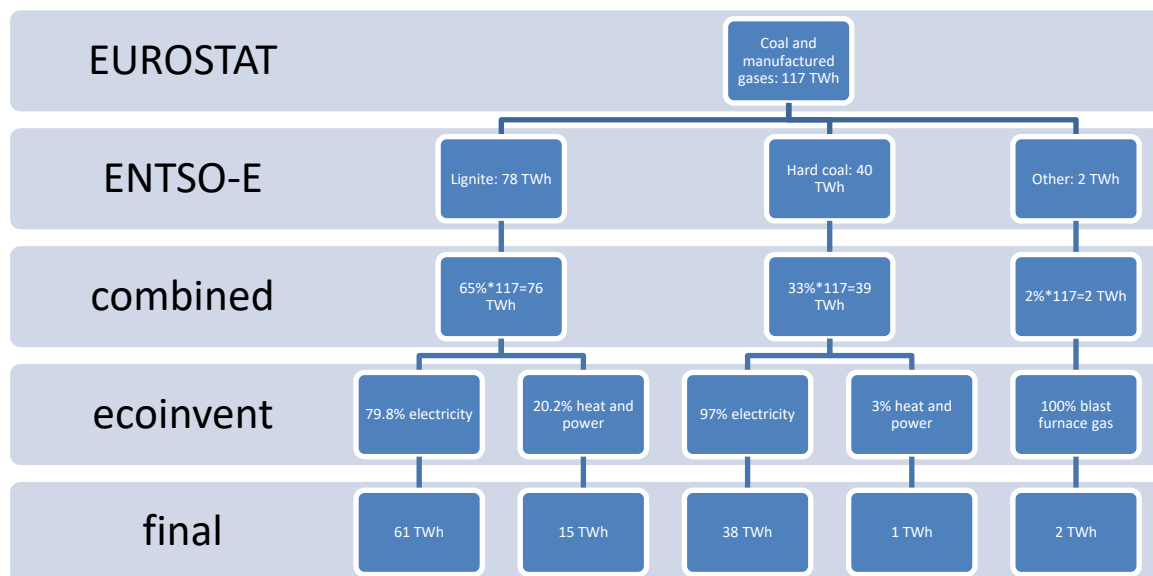 EUROSTAT
Coal and
manufactured
gases: 117 TWh
ENTSO-E
Lignite: 78 TWh
Hard coal: 40
TWh
Other: 2 TWh
combined
65%*117=76
TWh
33%*117=39
TWh
2%*117=2 TWh
ecoinvent
79.8% electricity
20.2% heat and
power
97% electricity
3% heat and
power
100% blast
furnace gas
final
61 TWh
15 TWh
38 TWh
1 TWh
2 TWh